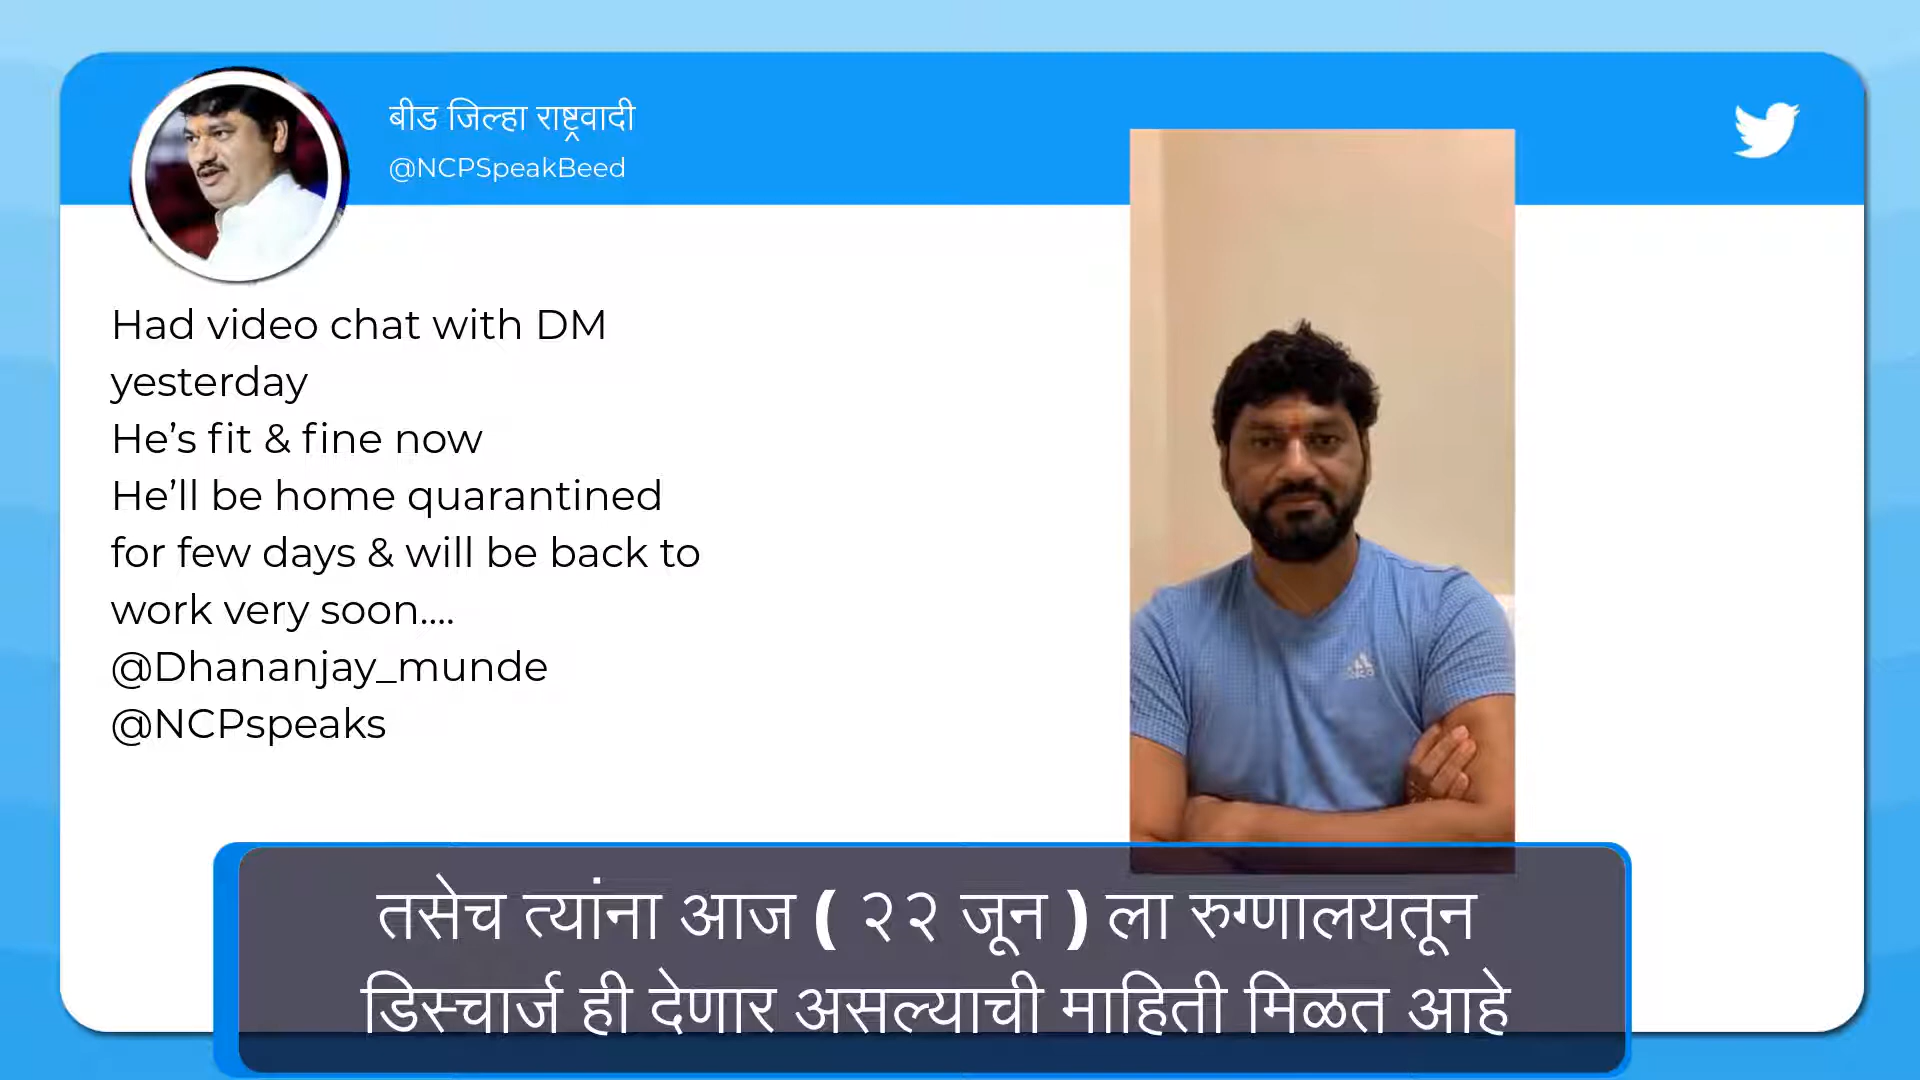 बीड जिल्हा राष्ट्रवादी
@NCPSpeakBeed
Had video chat with DM
yesterday
He’s fit & fine now
He’ll be home quarantined
for few days & will be back to
work very soon....
@Dhananjay_munde
@NCPspeaks
तसेच त्यांना आज ( २२ जून ) ला रुग्णालयतून
डिस्चार्ज ही देणार असल्याची माहिती मिळत आहे